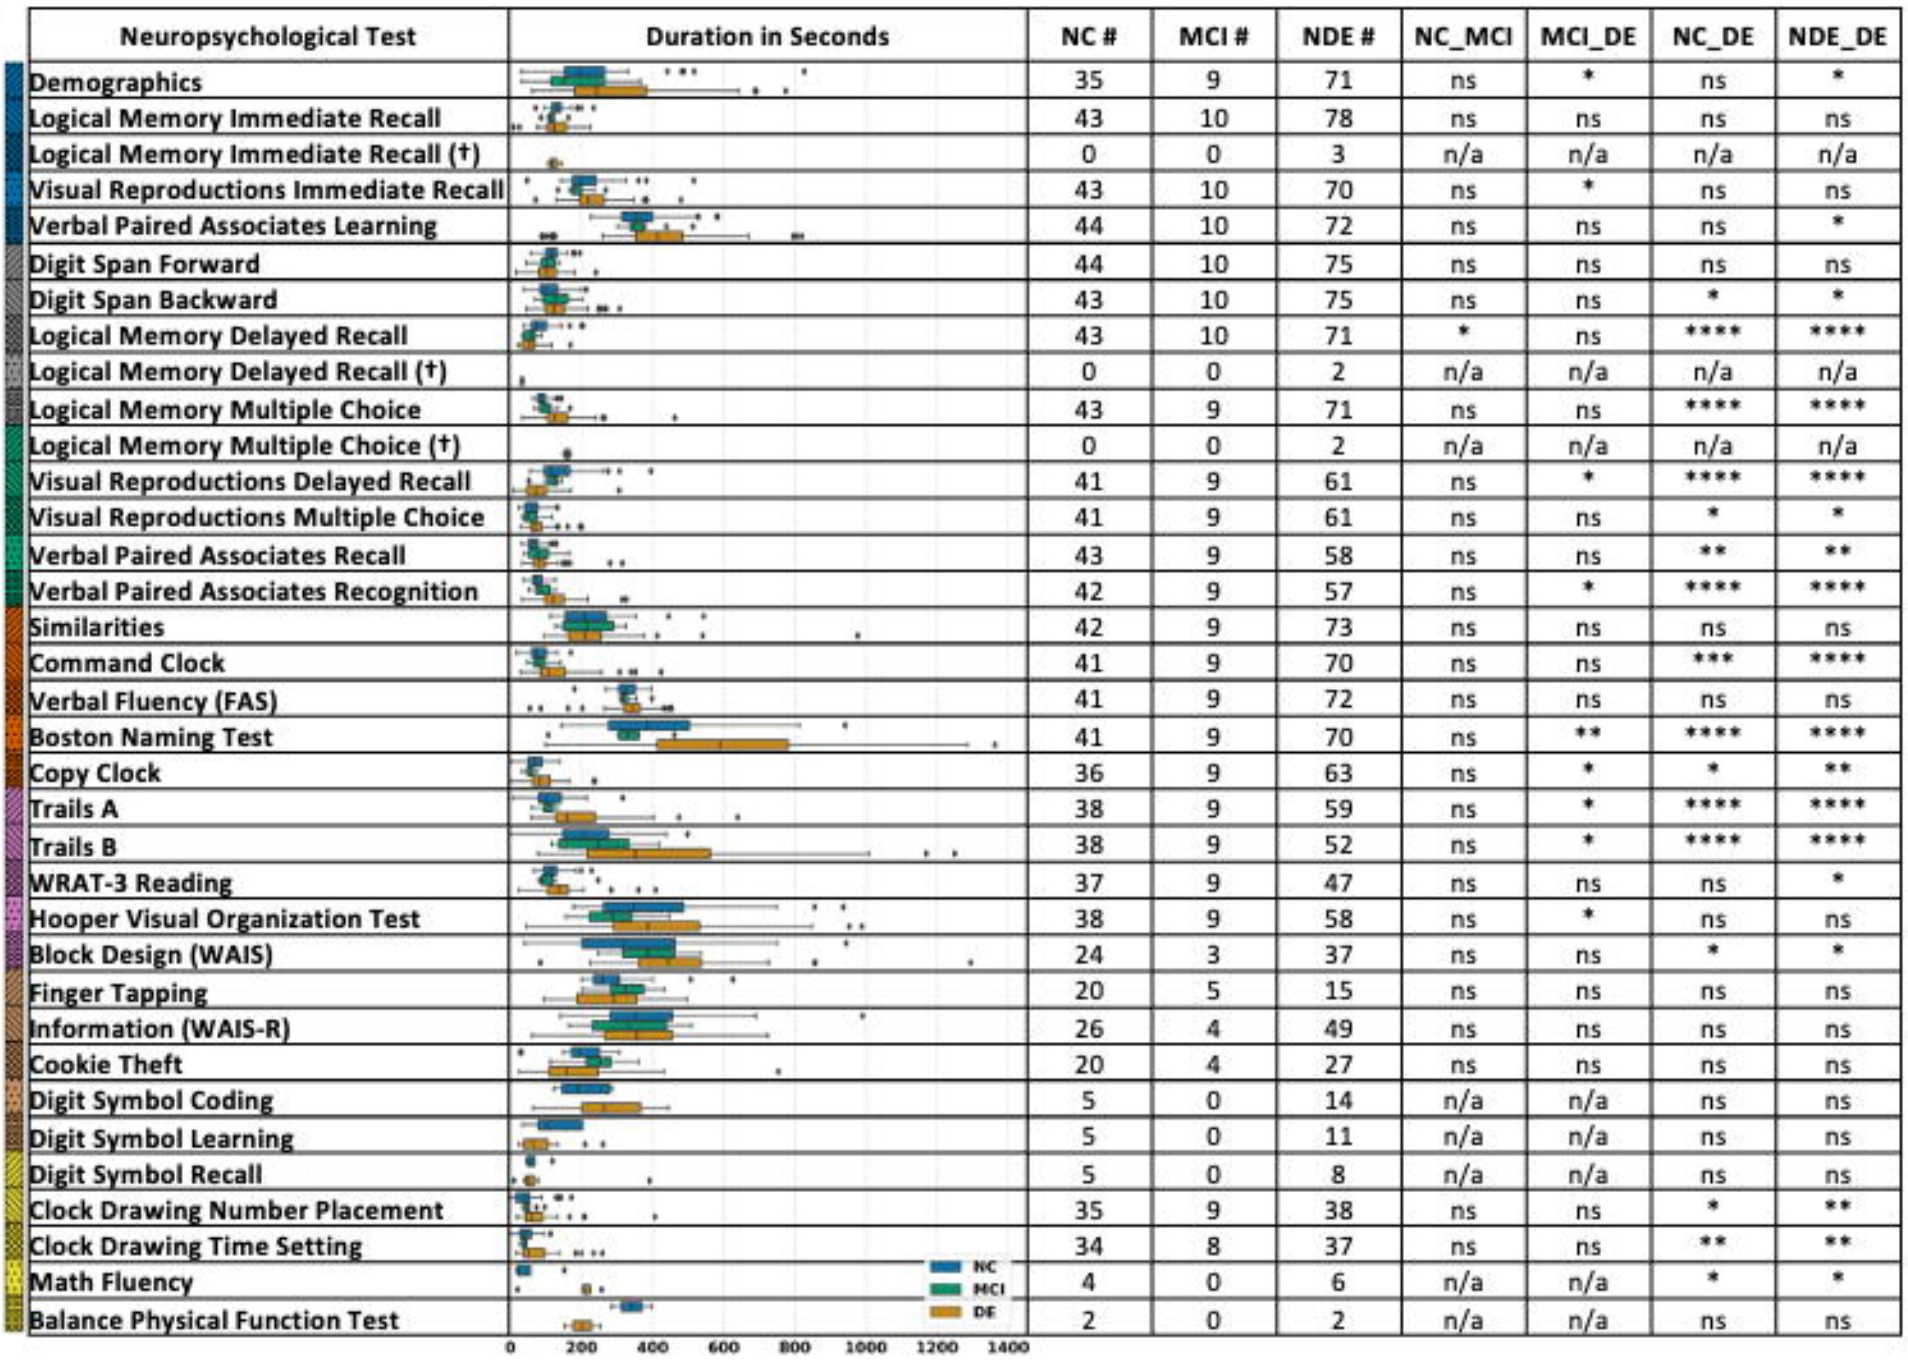 Neuropsychological Test Duration in Seconds NC # MCI # NDE # NC_MCI MCI_DE NC_DE NDE_DE
Demographics 35 9 71 ns * ns *
Logical Memory Immediate Recall 43 10 78 ns ns ns ns
Logical Memory Immediate Recall (†) 0 0 3 n/a n/a n/a n/a
Visual Reproductions Immediate Recall 43 10 70 ns * ns ns
Verbal Paired Associates Learning 44 10 72 ns ns ns *
Digit Span Forward 44 10 75 ns ns ns ns
Digit Span Backward 43 10 75 ns ns * *
Logical Memory Delayed Recall 43 10 71 * ns **** ****
Logical Memory Delayed Recall (†) 0 0 2 n/a n/a n/a n/a
Logical Memory Multiple Choice 43 9 71 ns ns **** ****
Logical Memory Multiple Choice (†) 0 0 2 n/a n/a n/a n/a
Visual Reproductions Delayed Recall 41 9 61 ns * **** ****
Visual Reproductions Multiple Choice 41 9 61 ns ns * *
Verbal Paired Associates Recall 43 9 58 ns ns ** **
Verbal Paired Associates Recognition 42 9 57 ns * **** ****
Similarities 42 9 73 ns ns ns ns
Command Clock 41 9 70 ns ns *** ****
Verbal Fluency (FAS) 41 9 72 ns ns ns ns
Boston Naming Test 41 9 70 ns ** **** ****
Copy Clock 36 9 63 ns * * **
Trails A 38 9 59 ns * **** ****
Trails B 38 9 52 ns * **** ****
WRAT-3 Reading 37 9 47 ns ns ns *
Hooper Visual Organization Test 38 9 58 ns * ns ns
Block Design (WAIS) 24 3 37 ns ns * *
Finger Tapping 20 5 15 ns ns ns ns
Information (WAIS-R) 26 4 49 ns ns ns ns
Cookie Theft 20 4 27 ns ns ns ns
Digit Symbol Coding 5 0 14 n/a n/a ns ns
Digit Symbol Learning 5 0 11 n/a n/a ns ns
Digit Symbol Recall 5 0 8 n/a n/a ns ns
Clock Drawing Number Placement 35 9 38 ns ns * **
Clock Drawing Time Setting 34 8 37 ns ns ** **
NC
Math Fluency 4 0 6 n/a n/a * *
MCI
DE
Balance Physical Function Test 2 0 2 n/a n/a ns ns
0 200 400 600 800 1000 1200 1400